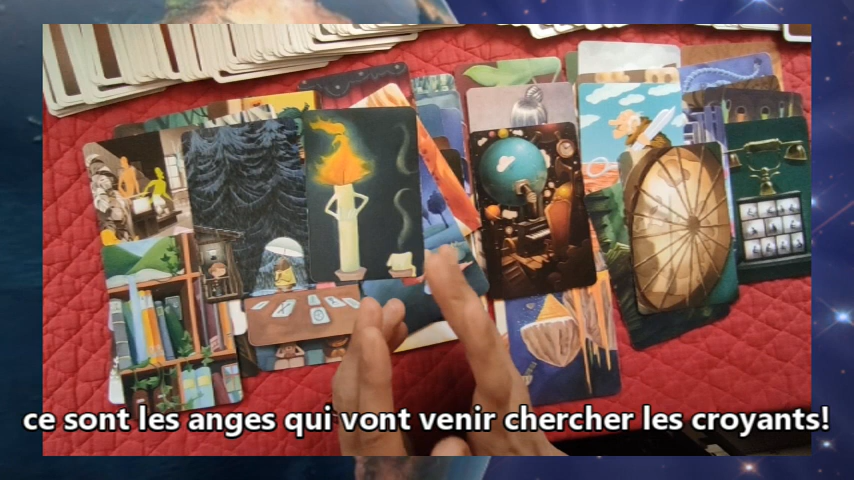 ce sont les anges qui vont venir chercher les croyants!